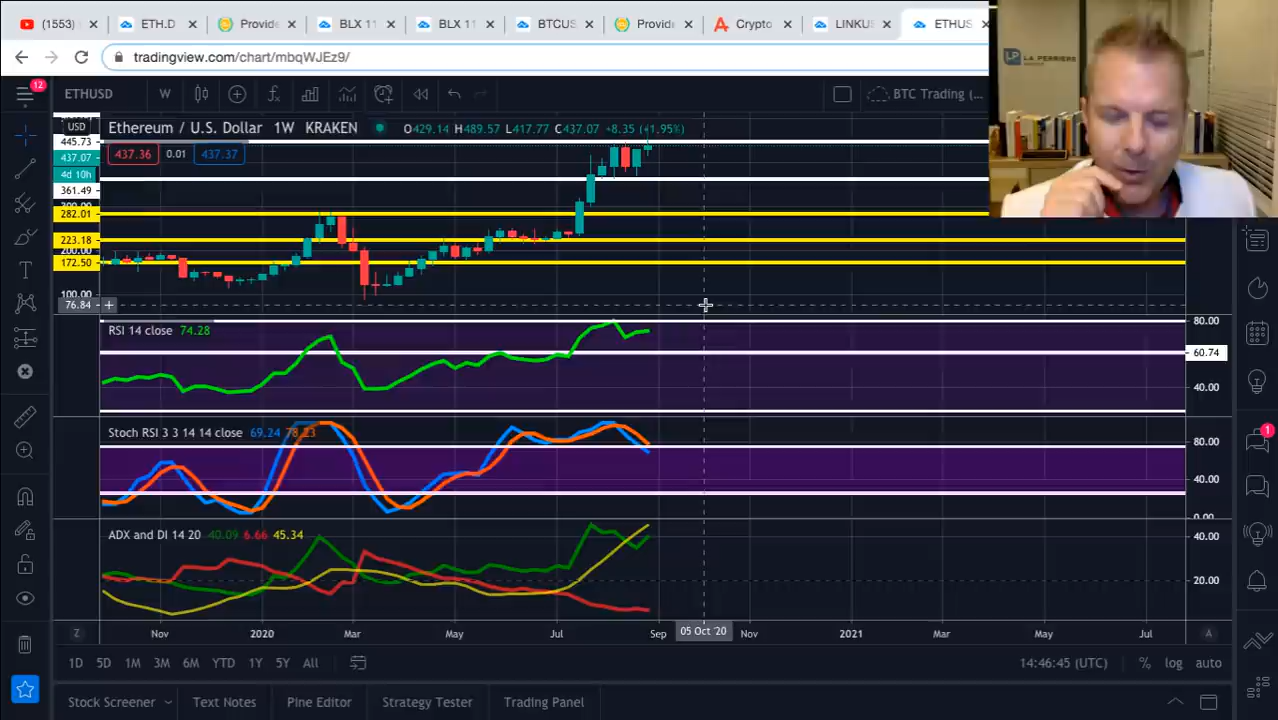 (1553)
ETH.D
Provide
BLX 11
BLX 11
BTCUS
Provid
Crypto
LINKUS
ETHUS
tradingview.com/chart/mbqWJEz9/
12
ETHUSD
W
BTC Trading (...
LP
LA PERRIERE
USD
Ethereum / U.S. Dollar 1W KRAKEN
O429.14 H489.57 L417.77 C437.07 +8.35 (+1.95%)
445.73
437.36
0.01
437.37
437.07
4d 10h
361.49
300.00
282.01
223.18
200.00
172.50
100.00
76.84
RSI 14 close 74.28
80.00
60.74
40.00
Stoch RSI 3 3 14 14 close 69.24 78.23
80.00
40.00
0.00
1
ADX and DI 14 20 40.09 6.66 45.34
40.00
20.00
Z
Nov
2020
Mar
May
Jul
Sep
05 Oct '20
Nov
2021
Mar
May
Jul
A
1D
5D
1M
3M
6M
YTD
1Y
5Y
All
14:46:45 (UTC)
%
log
auto
Stock Screener
Text Notes
Pine Editor
Strategy Tester
Trading Panel